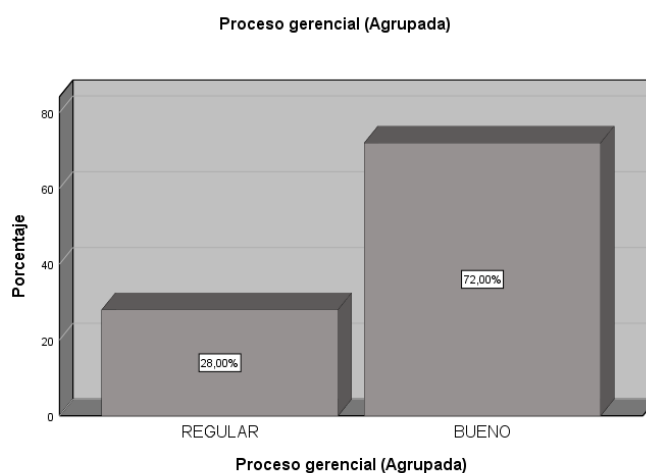 Proceso gerencial (Agrupada)
Porcentaje
80
60
40
20
0
28,00%
72,00%
REGULAR
BUENO
Proceso gerencial (Agrupada)